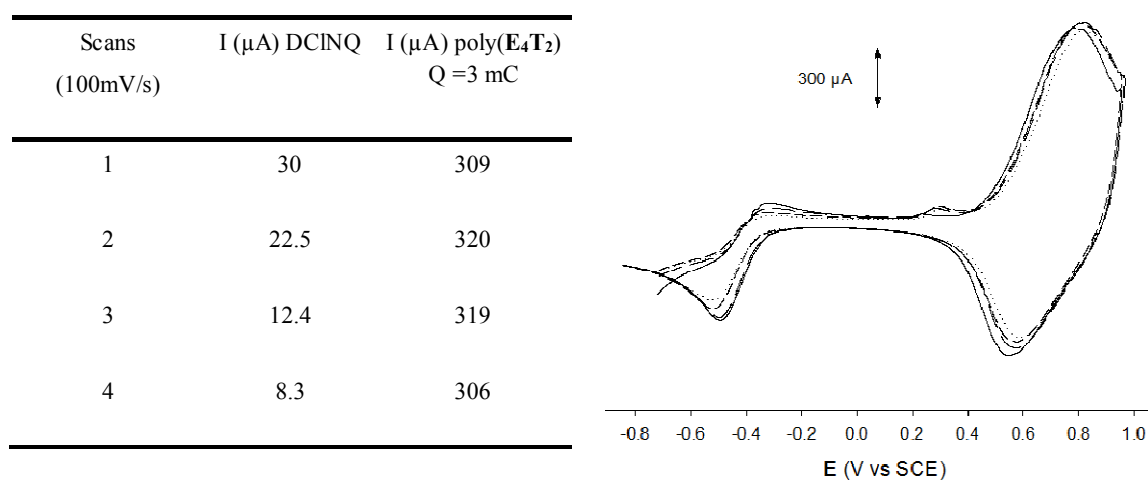 Scans I (µA) DClNQ I (µA) poly(E₄T₂)
(100mV/s) Q =3 mC
1 30 309
2 22.5 320
3 12.4 319
4 8.3 306
300 µA
-0.8 -0.6 -0.4 -0.2 0.0 0.2 0.4 0.6 0.8 1.0
E (V vs SCE)